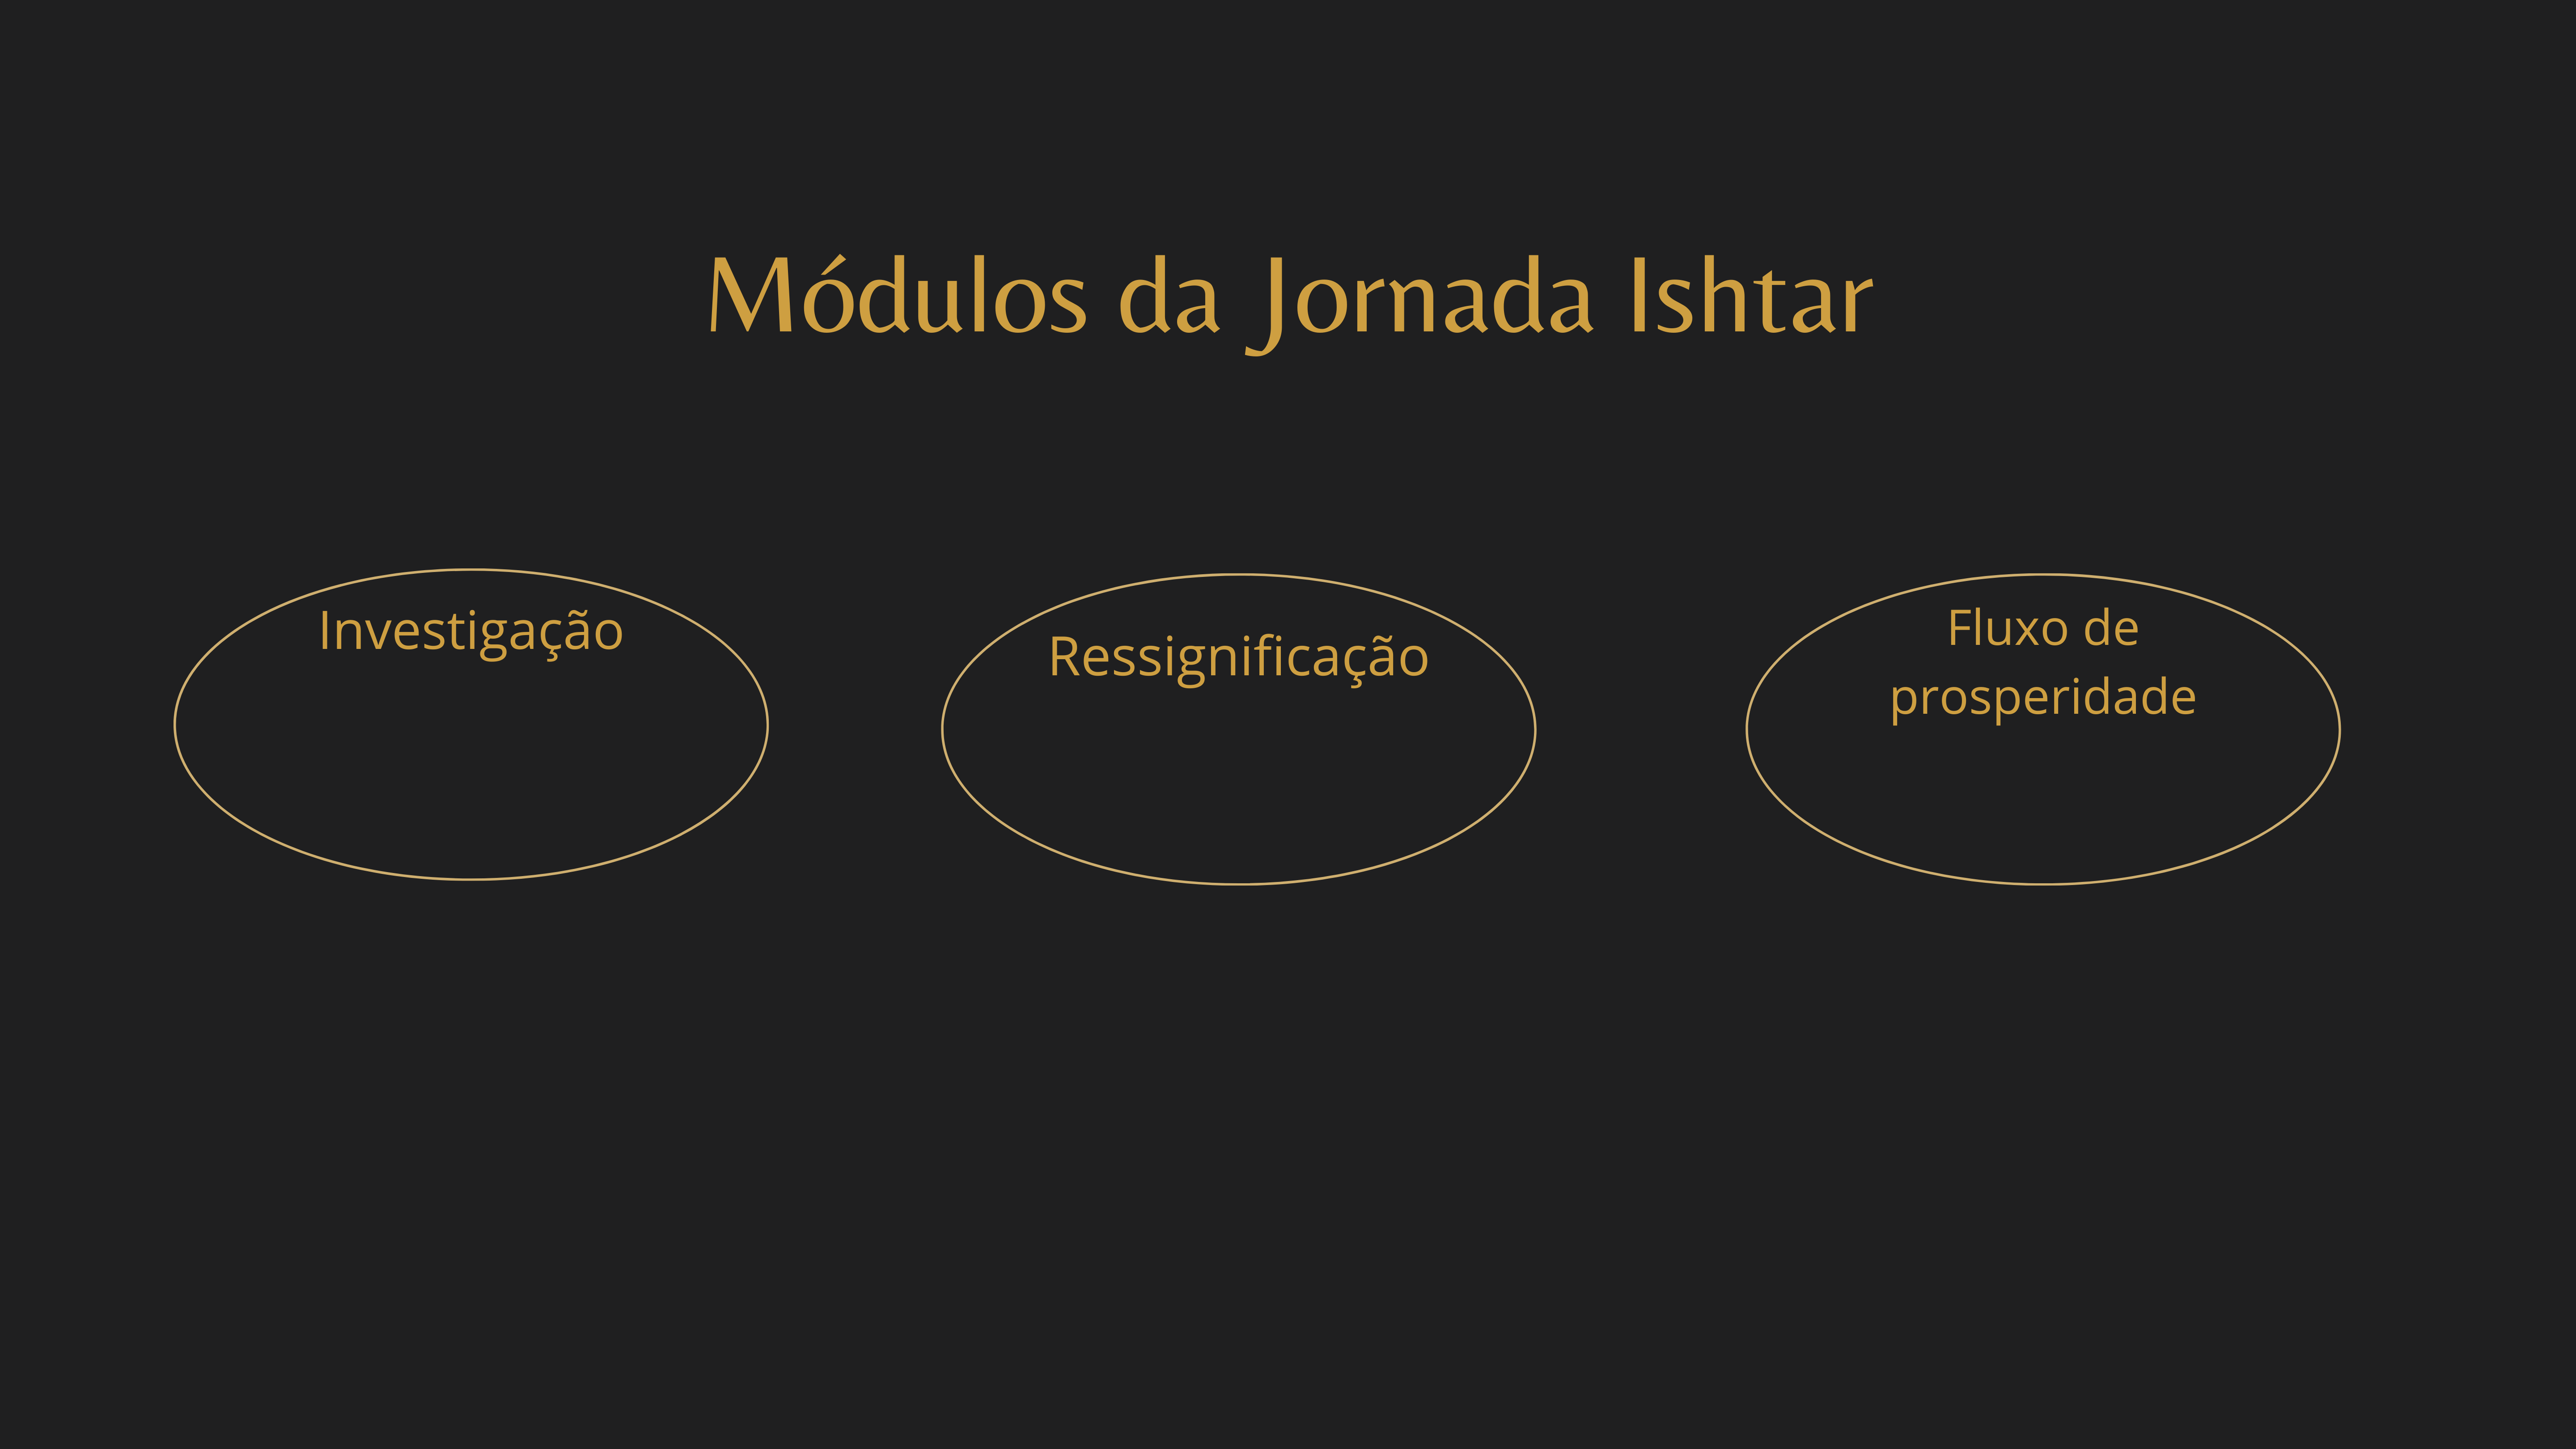 Módulos da Jornada Ishtar
Investigação
Ressignificação
Fluxo de
prosperidade